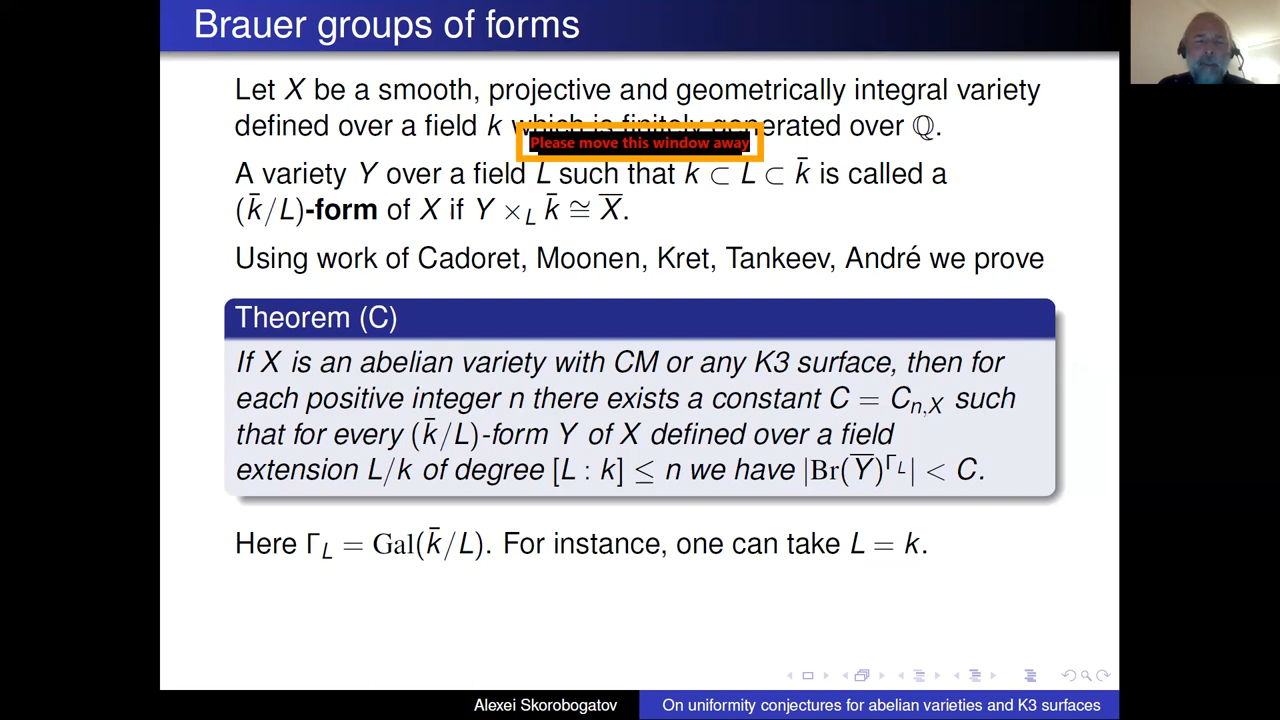 Brauer groups of forms
Let X be a smooth, projective and geometrically integral variety
defined over a field k which is finitely generated over ℚ.
Please move this window away
A variety Y over a field L such that k ⊂ L ⊂ k̄ is called a
(k̄/L)-form of X if Y ×_L k̄ ≅ X̅.
Using work of Cadoret, Moonen, Kret, Tankeev, André we prove
Theorem (C)
If X is an abelian variety with CM or any K3 surface, then for
each positive integer n there exists a constant C = C_{n,X} such
that for every (k̄/L)-form Y of X defined over a field
extension L/k of degree [L : k] ≤ n we have |Br(Y̅)^{Γ_L}| < C.
Here Γ_L = Gal(k̄/L). For instance, one can take L = k.
Alexei Skorobogatov
On uniformity conjectures for abelian varieties and K3 surfaces